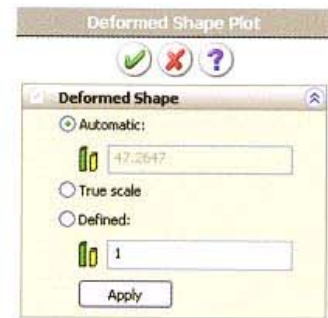 Deformed Shape Plot
?
Deformed Shape
Automatic:
47.2647
True scale
Defined:
1
Apply